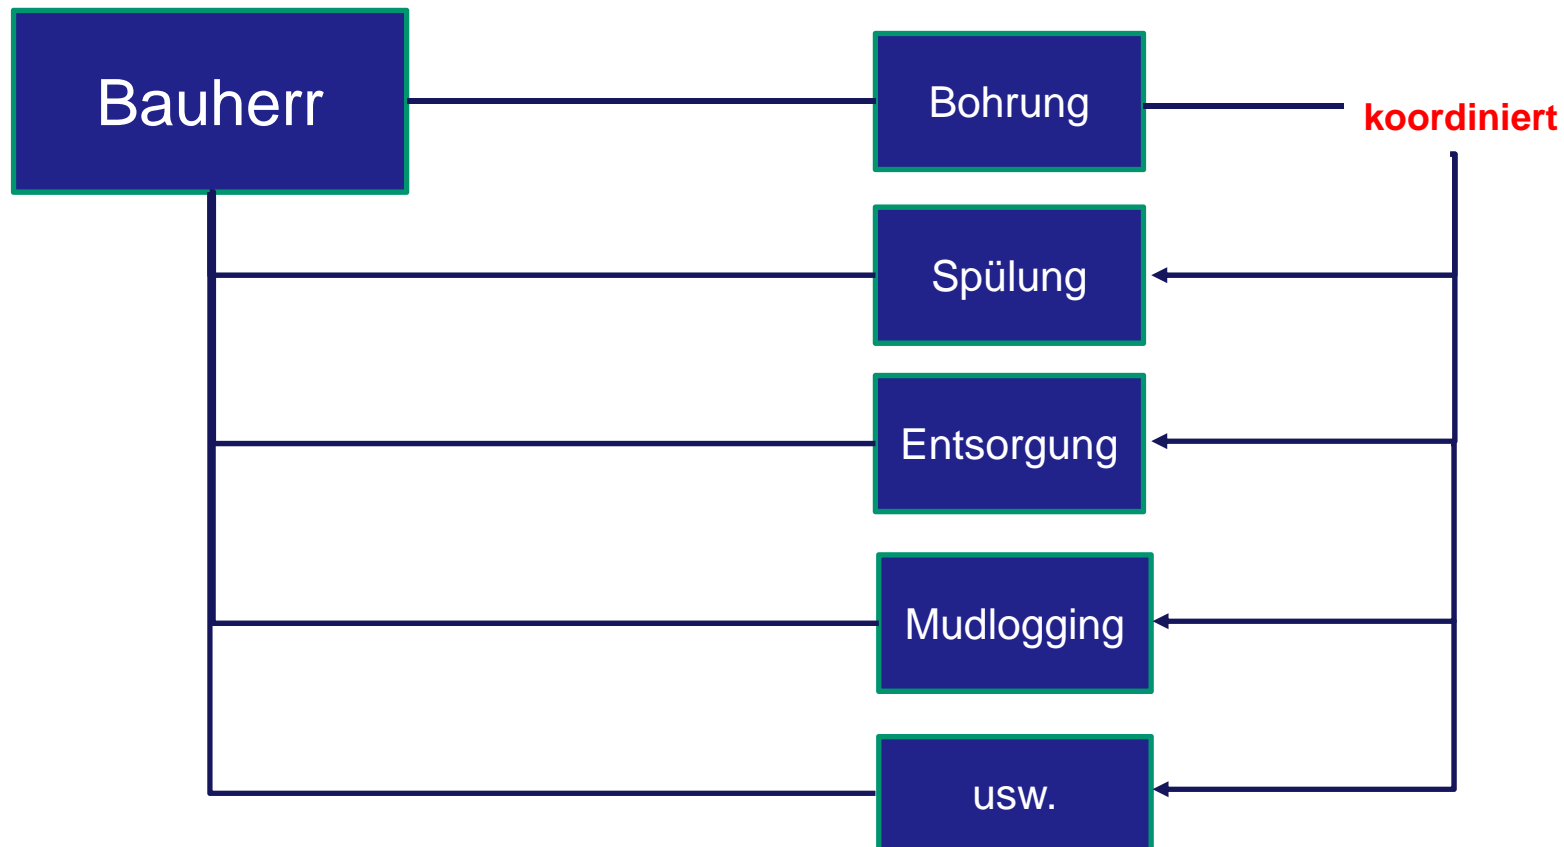 Bauherr
Bohrung
koordiniert
Spülung
Entsorgung
Mudlogging
usw.